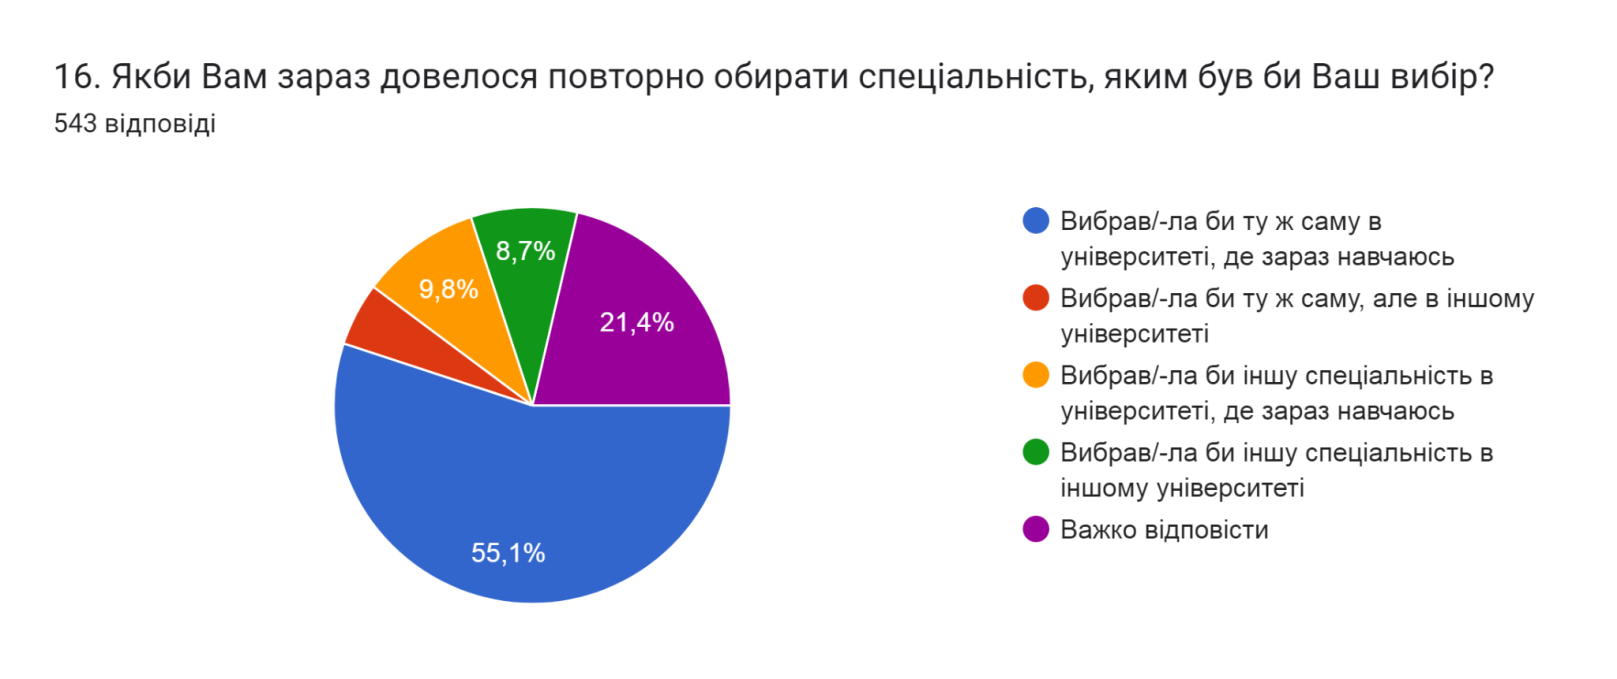 16. Якби Вам зараз довелося повторно обирати спеціальність, яким був би Ваш вибір?
543 відповіді
8,7%
9,8%
21,4%
55,1%
Вибрав/-ла би ту ж саму в
університеті, де зараз навчаюсь
Вибрав/-ла би ту ж саму, але в іншому
університеті
Вибрав/-ла би іншу спеціальність в
університеті, де зараз навчаюсь
Вибрав/-ла би іншу спеціальність в
іншому університеті
Важко відповісти